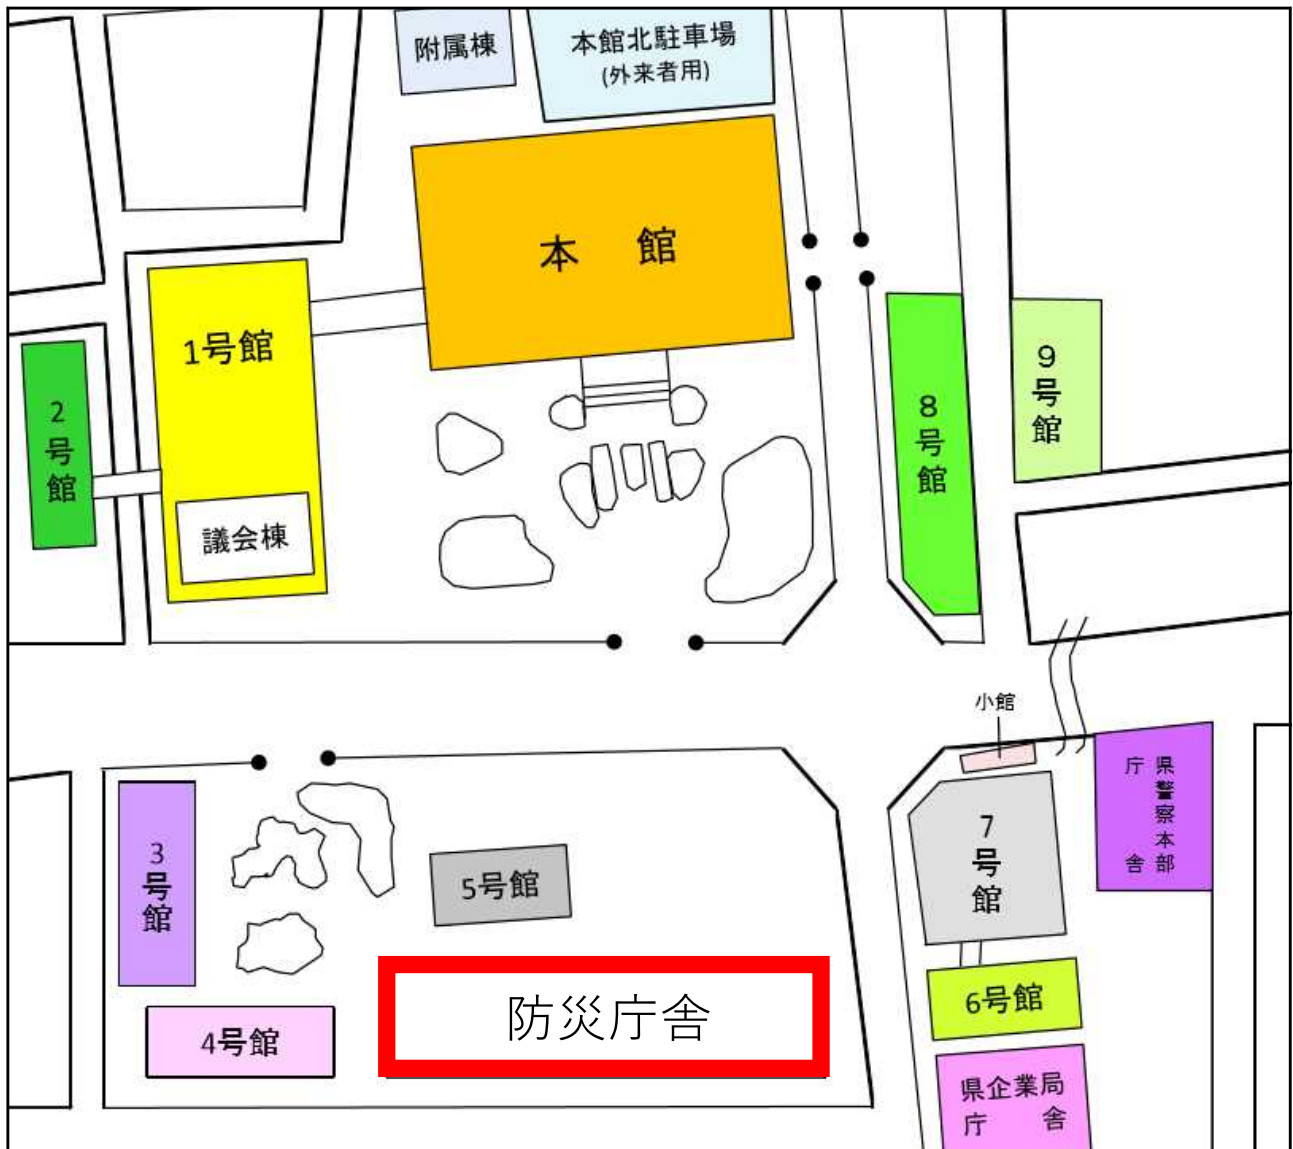 附属棟
本館北駐車場
(外来者用)
本 館
1号館
2号館
議会棟
8号館
9号館
小館
県警察本部
庁 舎
3号館
5号館
7号館
防災庁舎
4号館
6号館
県企業局
庁 舎